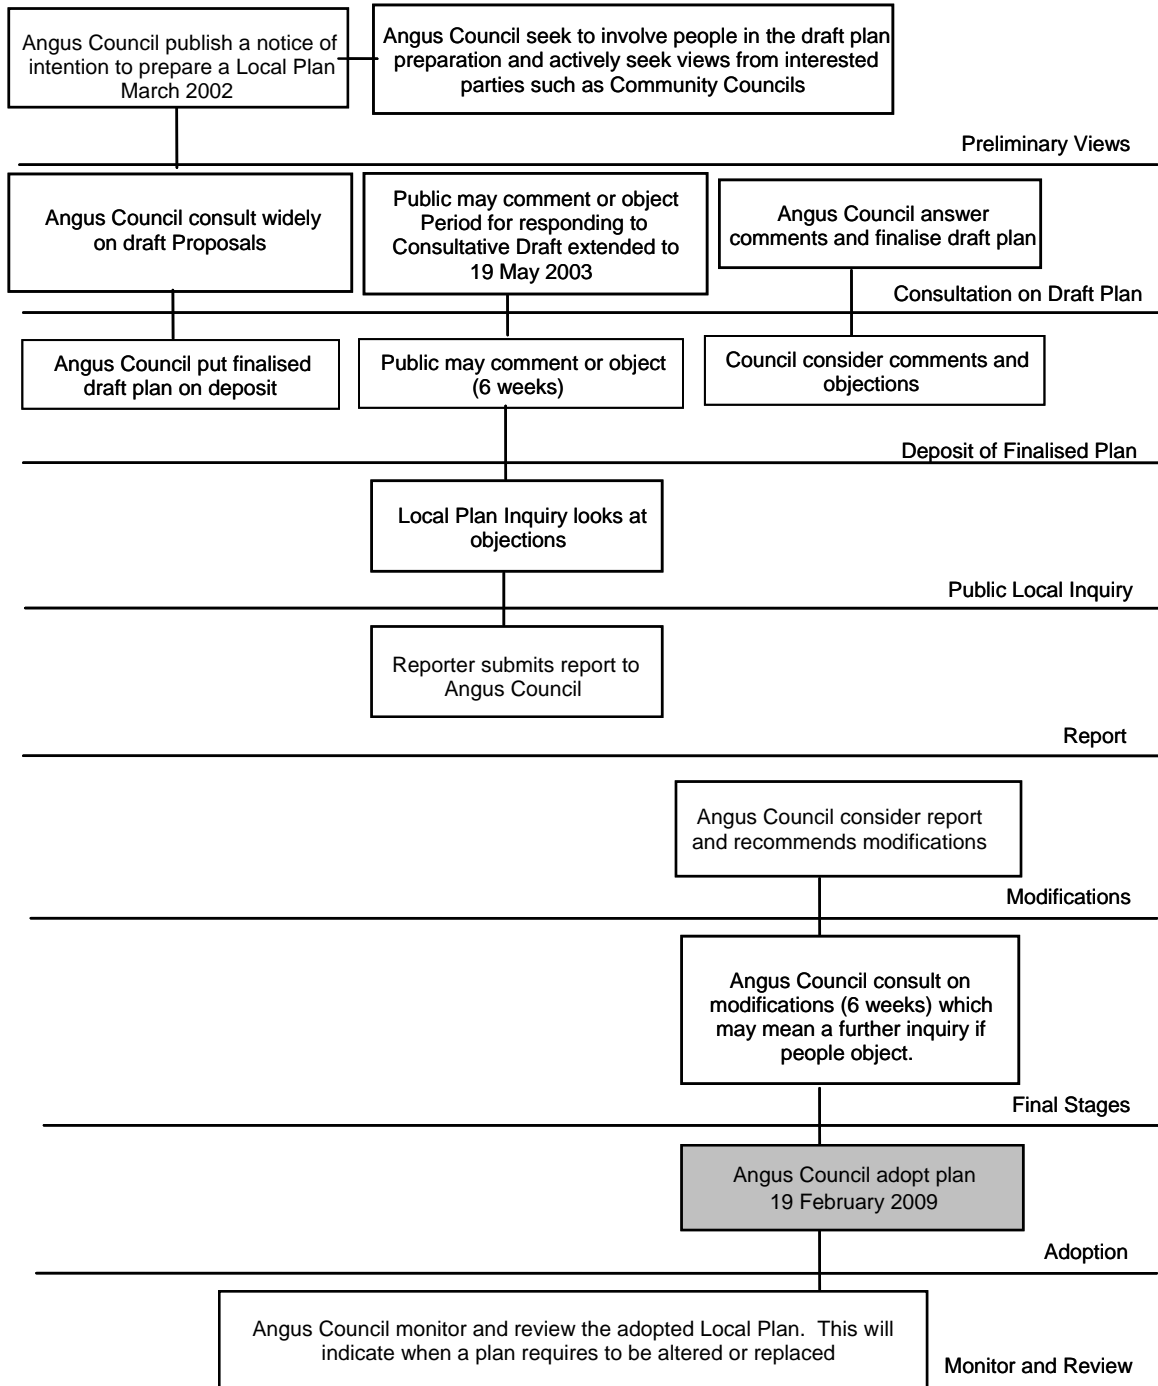 Angus Council publish a notice of
intention to prepare a Local Plan
March 2002
Angus Council seek to involve people in the draft plan
preparation and actively seek views from interested
parties such as Community Councils
Preliminary Views
Angus Council consult widely
on draft Proposals
Public may comment or object
Period for responding to
Consultative Draft extended to
19 May 2003
Angus Council answer
comments and finalise draft plan
Consultation on Draft Plan
Angus Council put finalised
draft plan on deposit
Public may comment or object
(6 weeks)
Council consider comments and
objections
Deposit of Finalised Plan
Local Plan Inquiry looks at
objections
Public Local Inquiry
Reporter submits report to
Angus Council
Report
Angus Council consider report
and recommends modifications
Modifications
Angus Council consult on
modifications (6 weeks) which
may mean a further inquiry if
people object.
Final Stages
Angus Council adopt plan
19 February 2009
Adoption
Angus Council monitor and review the adopted Local Plan.  This will
indicate when a plan requires to be altered or replaced
Monitor and Review